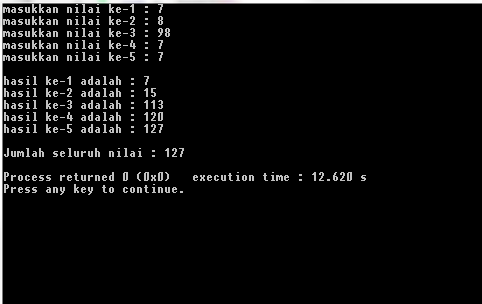 masukkan nilai ke-1 : 7
masukkan nilai ke-2 : 8
masukkan nilai ke-3 : 98
masukkan nilai ke-4 : 7
masukkan nilai ke-5 : 7
hasil ke-1 adalah : 7
hasil ke-2 adalah : 15
hasil ke-3 adalah : 113
hasil ke-4 adalah : 120
hasil ke-5 adalah : 127
Jumlah seluruh nilai : 127
Process returned 0 (0x0)   execution time : 12.620 s
Press any key to continue.